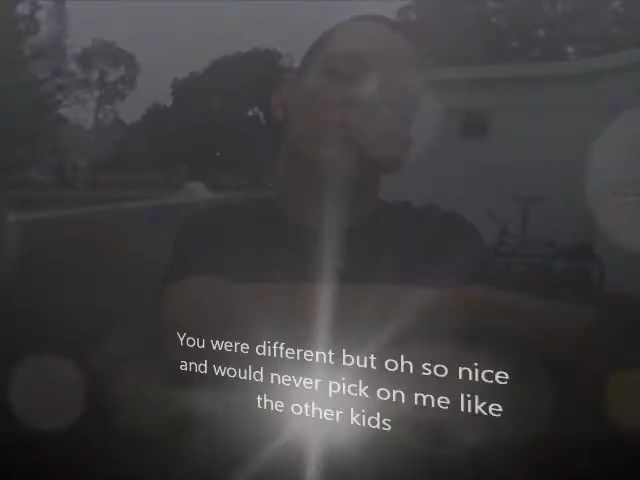 You were different but oh so nice
and would never pick on me like
the other kids